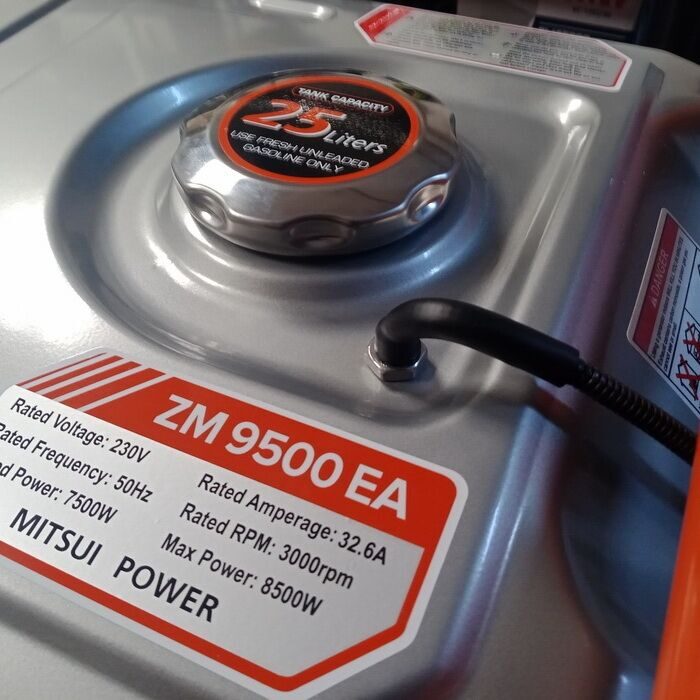 TANK CAPACITY
25 Liters
USE FRESH UNLEADED
GASOLINE ONLY
DANGER
ZM 9500 EA
Rated Voltage: 230V
Rated Frequency: 50Hz
Power: 7500W
Rated Amperage: 32.6A
Rated RPM: 3000rpm
Max Power: 8500W
MITSUI POWER